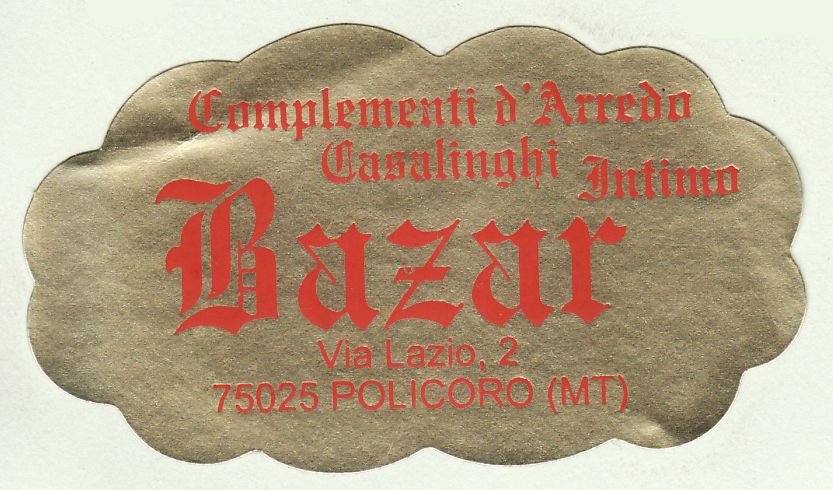 Complementi d'Arredo
Casalinghi Intimo
Bazar
Via Lazio, 2
75025 POLICORO (MT)